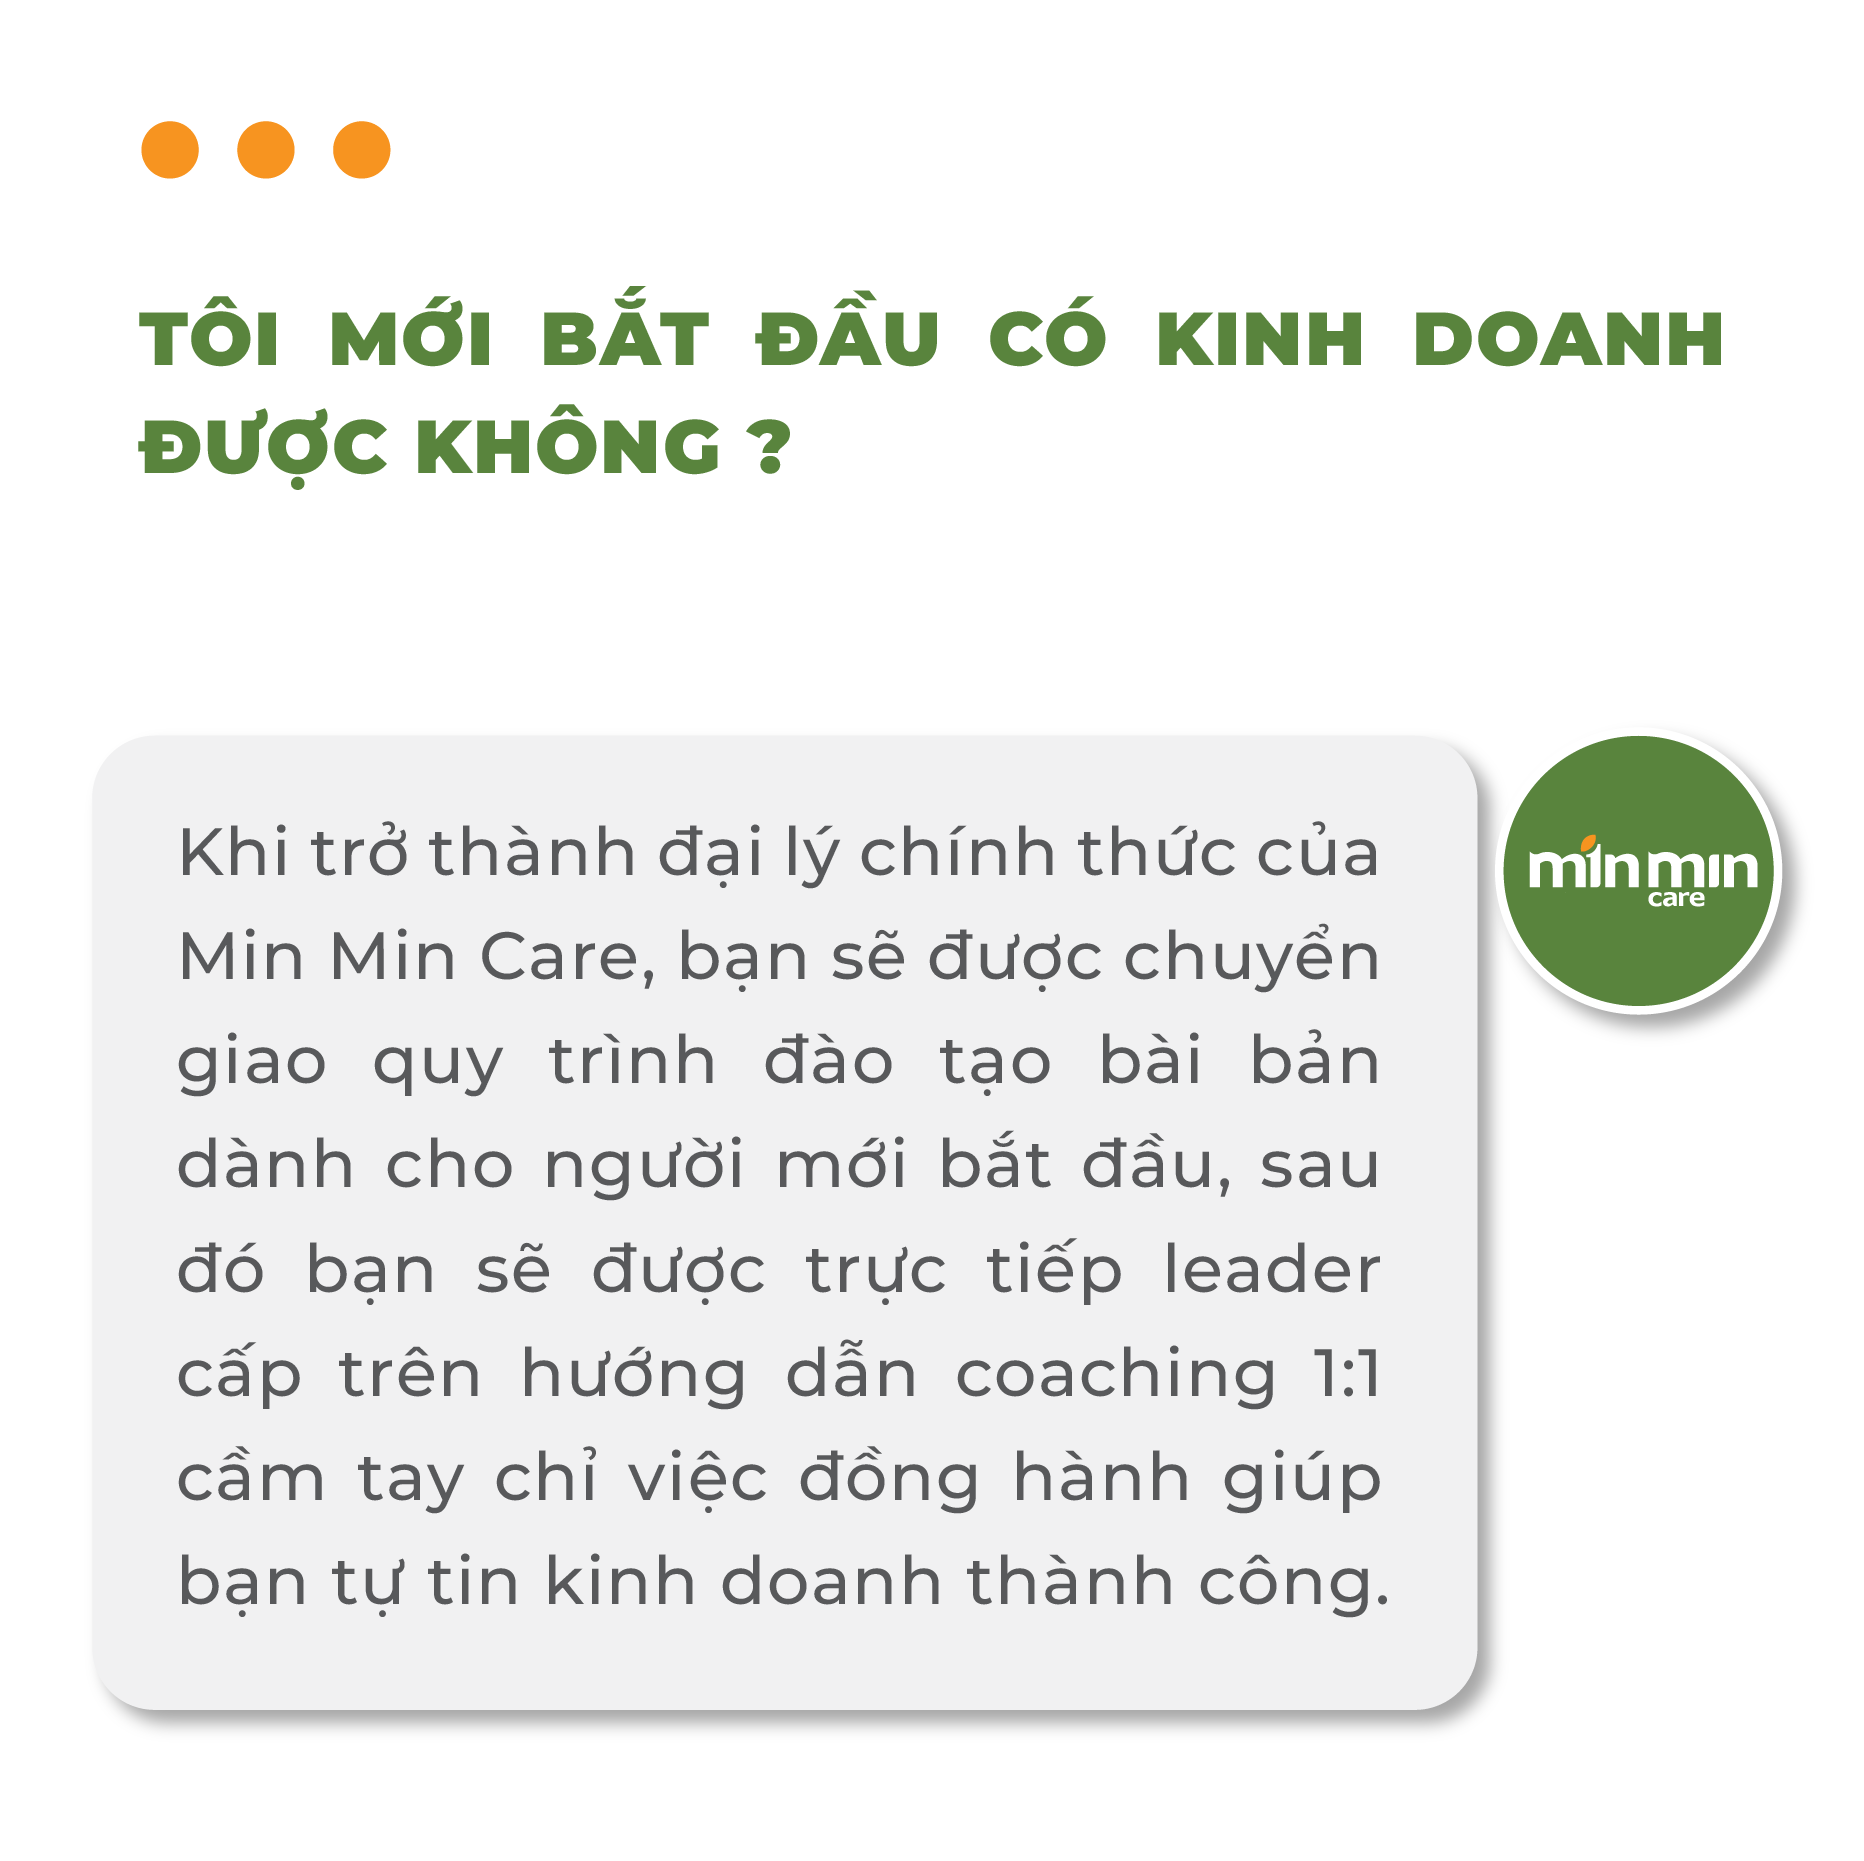 TÔI MỚI BẮT ĐẦU CÓ KINH DOANH
ĐƯỢC KHÔNG ?
Khi trở thành đại lý chính thức của
Min Min Care, bạn sẽ được chuyển
giao quy trình đào tạo bài bản
dành cho người mới bắt đầu, sau
đó bạn sẽ được trực tiếp leader
cấp trên hướng dẫn coaching 1:1
cầm tay chỉ việc đồng hành giúp
bạn tự tin kinh doanh thành công.
minmin
care